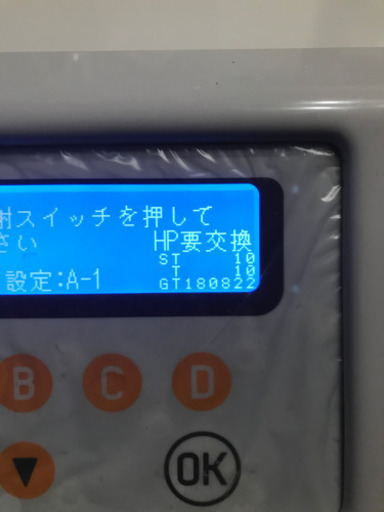 射スイッチを押して
さい HP要交換
ST 10
T 10
設定:A-1 GT180822
B C D
▼ OK